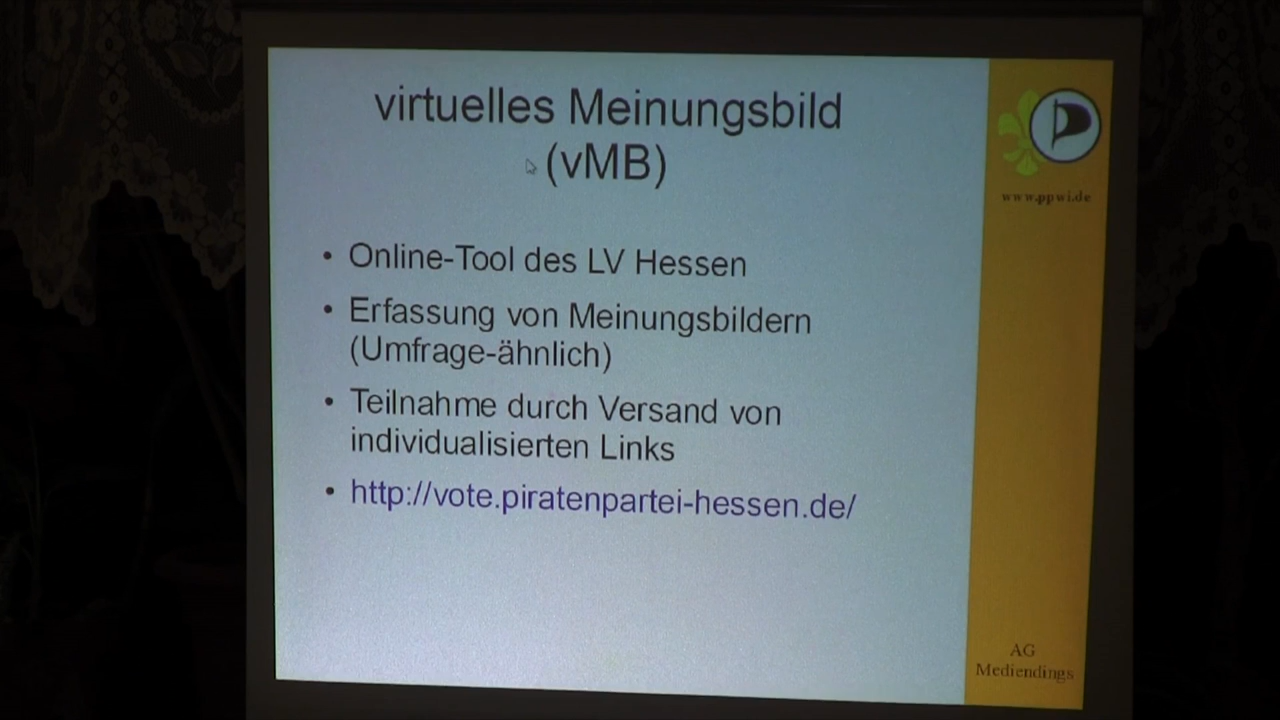 virtuelles Meinungsbild
(vMB)
• Online-Tool des LV Hessen
• Erfassung von Meinungsbildern
(Umfrage-ähnlich)
• Teilnahme durch Versand von
individualisierten Links
• http://vote.piratenpartei-hessen.de/
www.ppwi.de
AG
Mediendings